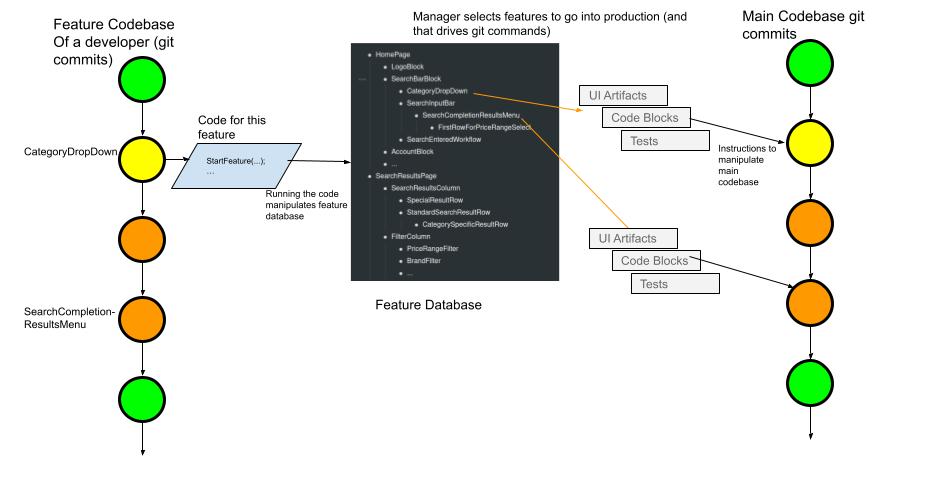 Feature Codebase
Of a developer (git
commits)
Manager selects features to go into production (and
that drives git commands)
Main Codebase git
commits
Code for this
feature
CategoryDropDown
StartFeature(...);
...
Running the code
manipulates feature
database
SearchCompletion-
ResultsMenu
HomePage
LogoBlock
SearchBarBlock
CategoryDropDown
SearchInputBar
SearchCompletionResultsMenu
FirstRowForPriceRangeSelect
SearchEnteredWorkflow
AccountBlock
...
SearchResultsPage
SearchResultsColumn
SpecialResultRow
StandardSearchResultRow
CategorySpecificResultRow
FilterColumn
PriceRangeFilter
BrandFilter
...
Feature Database
UI Artifacts
Code Blocks
Tests
Instructions to
manipulate
main
codebase
UI Artifacts
Code Blocks
Tests